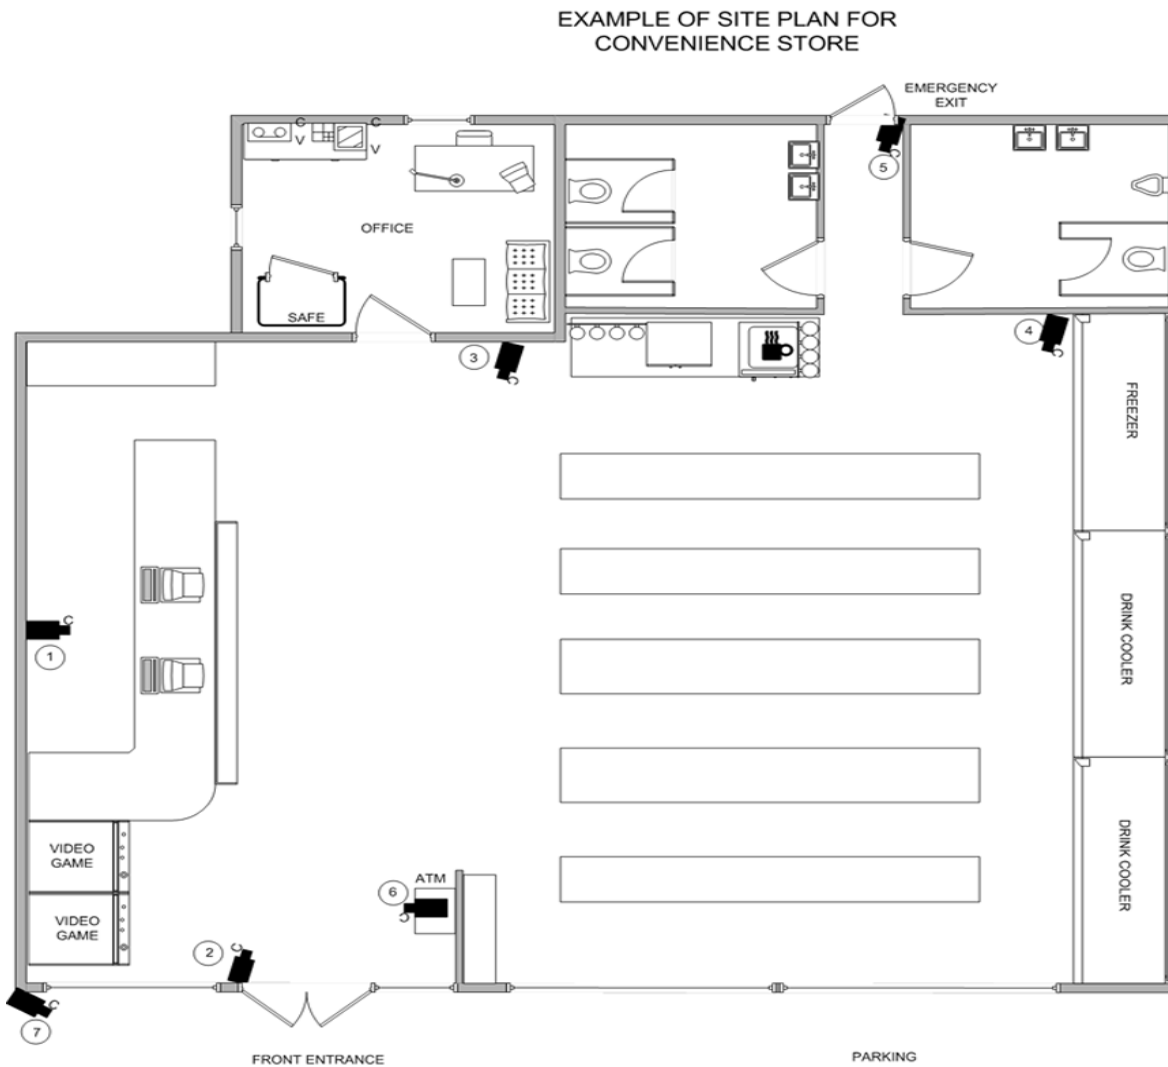 EXAMPLE OF SITE PLAN FOR
CONVENIENCE STORE
EMERGENCY
EXIT
C
C
V
V
C
5
OFFICE
SAFE
3
C
4
C
FREEZER
C
1
DRINK COOLER
VIDEO
GAME
DRINK COOLER
ATM
6
C
VIDEO
GAME
2
C
C
7
FRONT ENTRANCE
PARKING